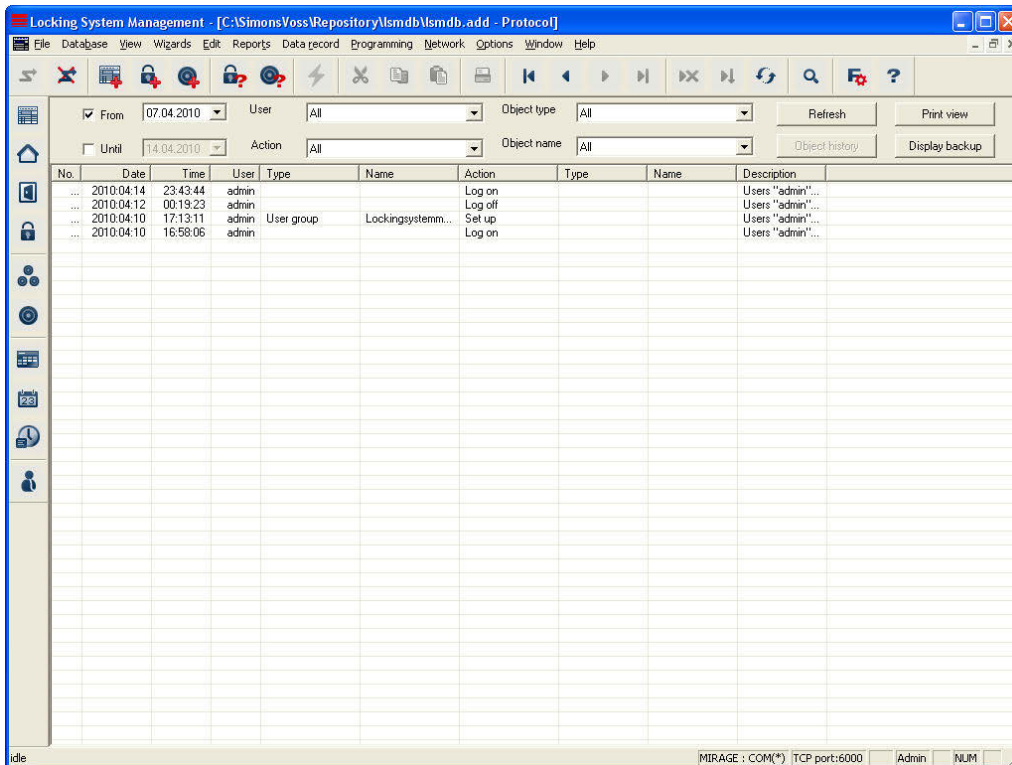 Locking System Management - [C:\SimonsVoss\Repository\lsmdb\lsmdb.add - Protocol]
File Database View Wizards Edit Reports Data record Programming Network Options Window Help
From 07.04.2010 User All Object type All Refresh Print view
Until 14.04.2010 Action All Object name All Object history Display backup
No. Date Time User Type Name Action Type Name Description
... 2010:04:14 23:43:44 admin Log on Users "admin"...
... 2010:04:12 00:19:23 admin Log off Users "admin"...
... 2010:04:10 17:13:11 admin User group Lockingsystemm... Set up Users "admin"...
... 2010:04:10 16:58:06 admin Log on Users "admin"...
23
idle MIRAGE : COM(*) TCP port:6000 Admin NUM